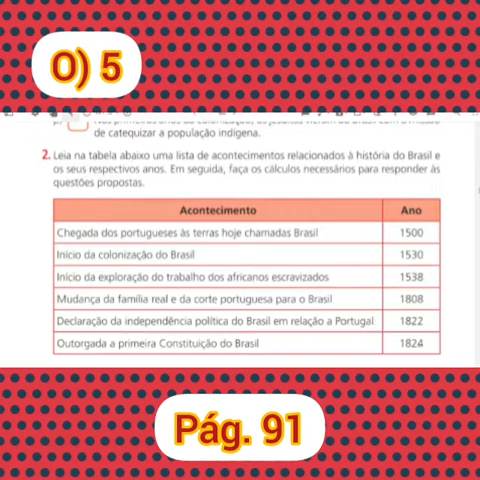 O) 5
de catequizar a população indígena.
2. Leia na tabela abaixo uma lista de acontecimentos relacionados à história do Brasil e
os seus respectivos anos. Em seguida, faça os cálculos necessários para responder às
questões propostas.
Acontecimento Ano
Chegada dos portugueses às terras hoje chamadas Brasil 1500
Início da colonização do Brasil 1530
Início da exploração do trabalho dos africanos escravizados 1538
Mudança da família real e da corte portuguesa para o Brasil 1808
Declaração da independência política do Brasil em relação a Portugal 1822
Outorgada a primeira Constituição do Brasil 1824
Pág. 91